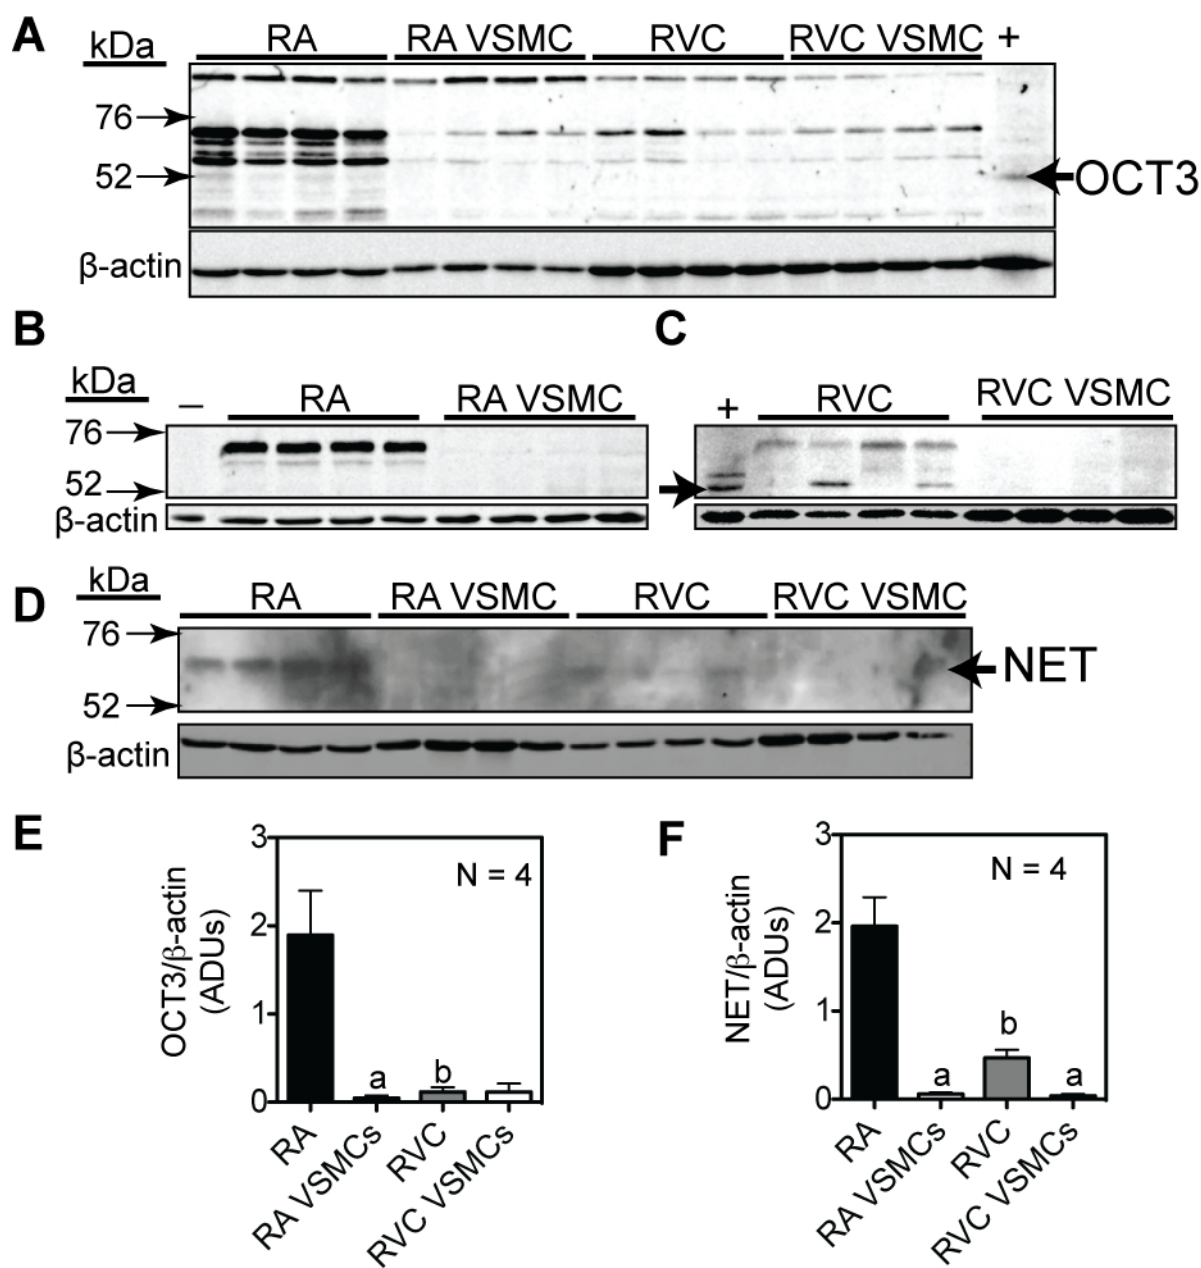 A
kDa
RA
RA VSMC
RVC
RVC VSMC
+
76
52
OCT3
β-actin
B
kDa
–
RA
RA VSMC
76
52
β-actin
C
+
RVC
RVC VSMC
D
kDa
RA
RA VSMC
RVC
RVC VSMC
76
52
NET
β-actin
E
OCT3/β-actin
(ADUs)
3
2
1
0
N = 4
a
b
RA
RA VSMCs
RVC
RVC VSMCs
F
NET/β-actin
(ADUs)
3
2
1
0
N = 4
a
b
a
RA
RA VSMCs
RVC
RVC VSMCs